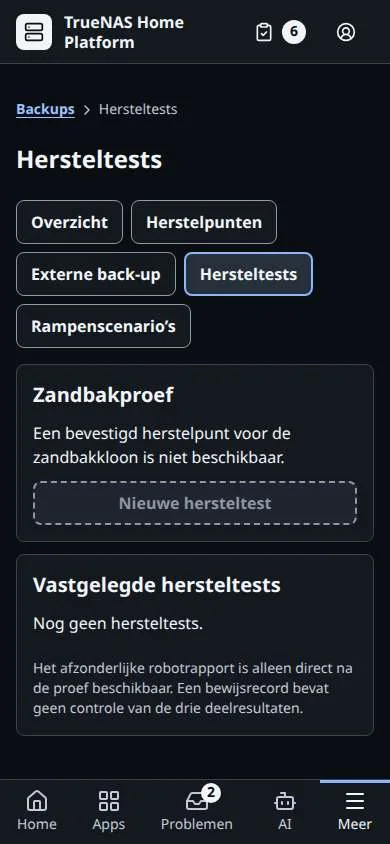 TrueNAS Home
Platform
6
Backups > Hersteltests
Hersteltests
Overzicht
Herstelpunten
Externe back-up
Hersteltests
Rampenscenario’s
Zandbakproef
Een bevestigd herstelpunt voor de
zandbakkloon is niet beschikbaar.
Nieuwe hersteltest
Vastgelegde hersteltests
Nog geen hersteltests.
Het afzonderlijke robotrapport is alleen direct na
de proef beschikbaar. Een bewijsrecord bevat
geen controle van de drie deelresultaten.
2
Home
Apps
Problemen
AI
Meer